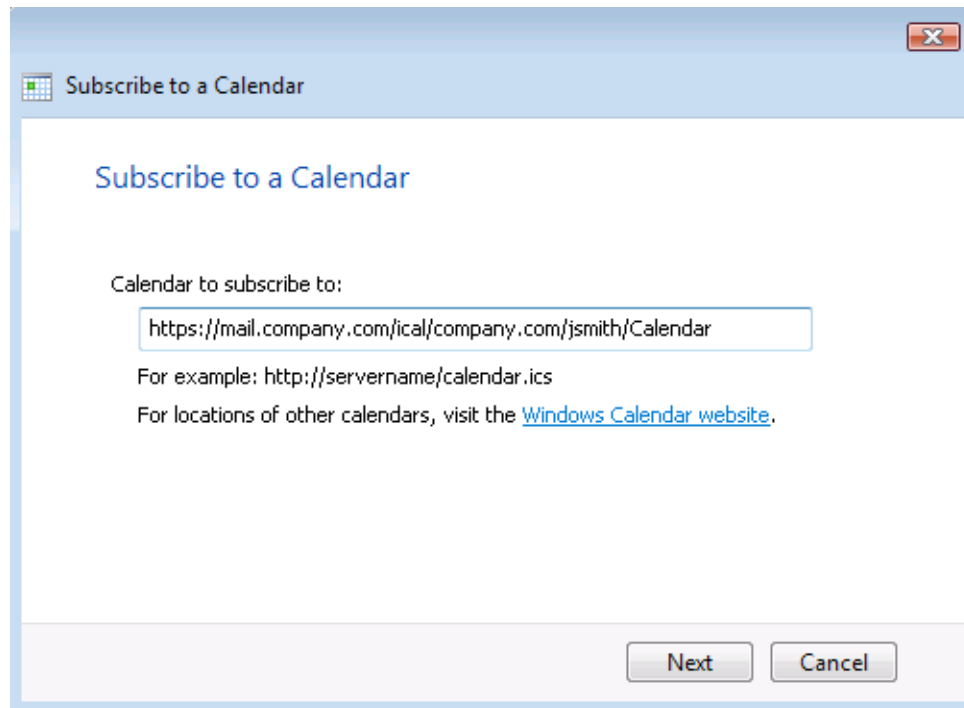 Subscribe to a Calendar
Subscribe to a Calendar
Calendar to subscribe to:
https://mail.company.com/ical/company.com/jsmith/Calendar
For example: http://servername/calendar.ics
For locations of other calendars, visit the Windows Calendar website.
Next Cancel